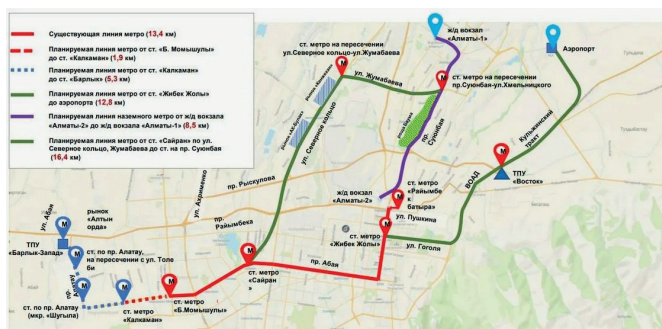 Существующая линия метро (13,4 км)
Планируемая линия метро от ст. «Б. Момышулы»
до ст. «Калкаман» (1,9 км)
Планируемая линия метро от ст. «Калкаман»
до ст. «Барлык» (5,3 км)
Планируемая линия метро от ст. «Жибек Жолы»
до аэропорта (12,8 км)
Планируемая линия наземного метро от ж/д вокзала
«Алматы-2» до ж/д вокзала «Алматы-1» (8,5 км)
Планируемая линия метро от ст. «Сайран» по ул.
Северное кольцо, Жумабаева до ст. на пр. Суюнбая
(16,4 км)
ст. метро на пересечении
ул.Северное кольцо-ул.Жумабаева
ж/д вокзал
«Алматы-1»
Аэропорт
ул. Жумабаева
ст. метро на пересечении
пр.Суюнбая-ул.Хмельницкого
ул. Северное кольцо
пр.
Суюнбая
Кульжинский
тракт
ВОАД
ТПУ
«Восток»
ул. Ахрименко
пр. Рыскулова
пр.
Райымбека
ж/д вокзал
«Алматы-2»
ст. метро
«Райымбе
к
батыра»
ул. Пушкина
ст. метро
«Жибек Жолы»
ул. Гоголя
пр. Абая
ул. Абая
рынок
«Алтын
орда»
ТПУ
«Барлык-Запад»
ст. по пр. Алатау,
на пересечении с ул. Толе
би
пр. Алатау
ст. по пр. Алатау
(мкр. «Шугыла»)
ст. метро
«Калкаман»
ст. метро
«Б.Момышулы»
ст. метро
«Сайран
»